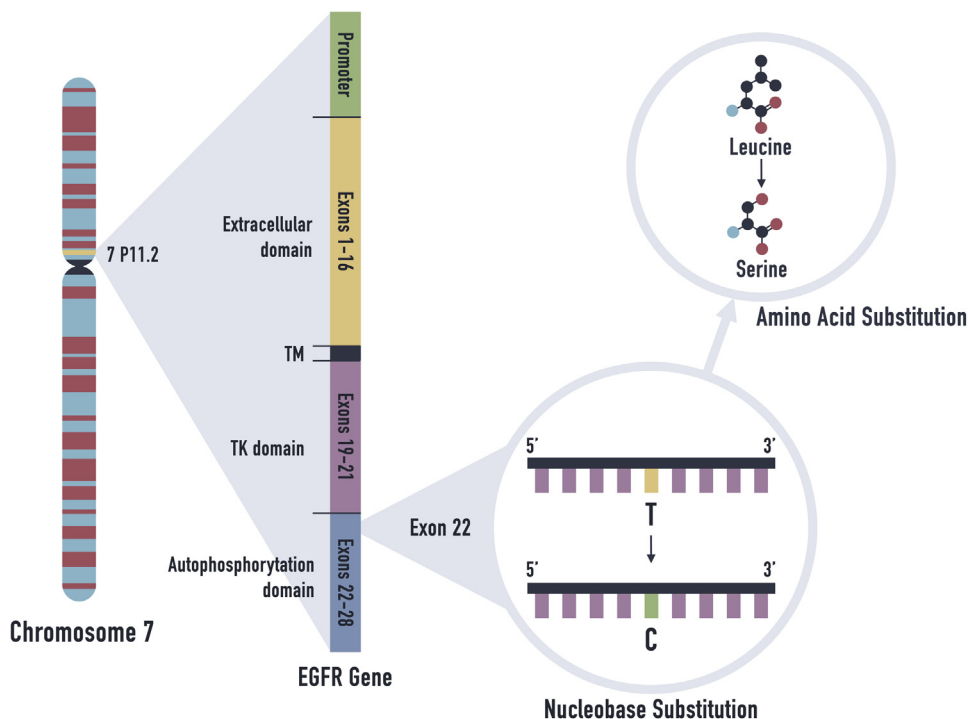 Chromosome 7
7 P11.2
Promoter
Exons 1-16
Exons 19-21
Exons 22-28
Extracellular
domain
TM
TK domain
Autophosphorytation
domain
EGFR Gene
Exon 22
5’ 3’
T
5’ 3’
C
Nucleobase Substitution
Leucine
Serine
Amino Acid Substitution